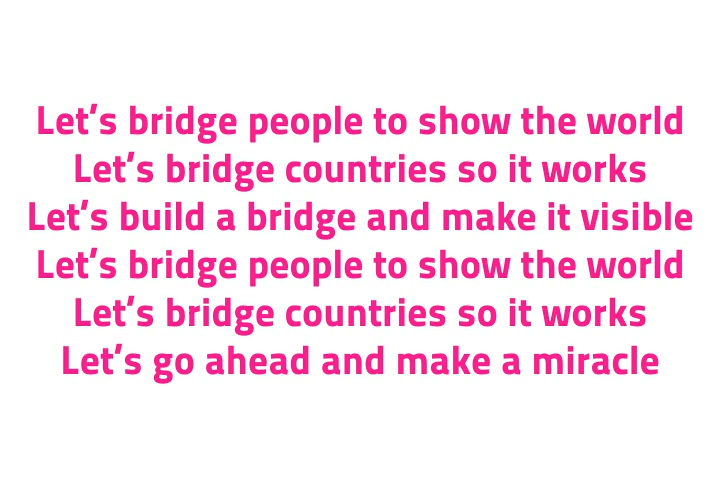 Let's bridge people to show the world
Let's bridge countries so it works
Let's build a bridge and make it visible
Let's bridge people to show the world
Let's bridge countries so it works
Let's go ahead and make a miracle